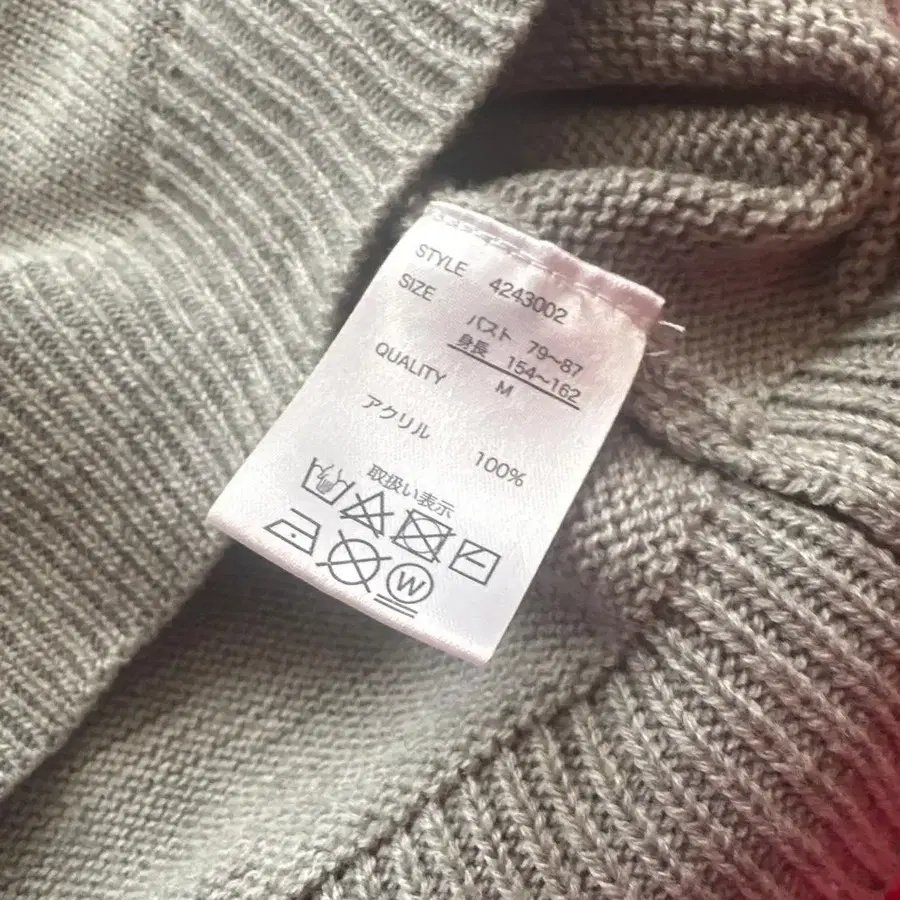 STYLE 4243002
SIZE
バスト 79〜87
身長 154〜162
M
QUALITY
アクリル 100%
取扱い表示
W